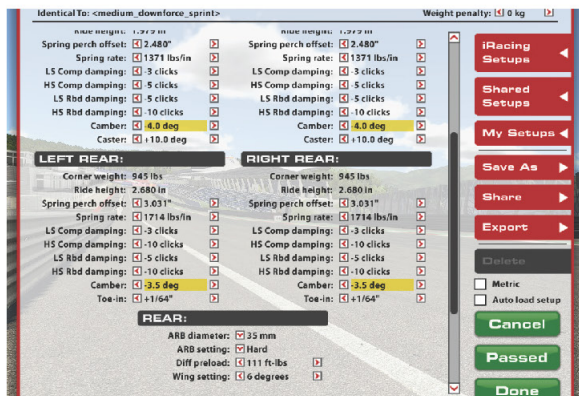 Identical To: <medium_downforce_sprint>
Weight penalty: 0 kg
Ride height: 1.979 in
Ride height: 1.979 in
Spring perch offset: 2.480"
Spring perch offset: 2.480"
Spring rate: 1371 lbs/in
Spring rate: 1371 lbs/in
LS Comp damping: -3 clicks
LS Comp damping: -3 clicks
HS Comp damping: -5 clicks
HS Comp damping: -5 clicks
LS Rbd damping: -5 clicks
LS Rbd damping: -5 clicks
HS Rbd damping: -10 clicks
HS Rbd damping: -10 clicks
Camber: -4.0 deg
Camber: -4.0 deg
Caster: +10.0 deg
Caster: +10.0 deg
LEFT REAR:
RIGHT REAR:
Corner weight: 945 lbs
Corner weight: 945 lbs
Ride height: 2.680 in
Ride height: 2.680 in
Spring perch offset: 3.031"
Spring perch offset: 3.031"
Spring rate: 1714 lbs/in
Spring rate: 1714 lbs/in
LS Comp damping: -3 clicks
LS Comp damping: -3 clicks
HS Comp damping: -10 clicks
HS Comp damping: -10 clicks
LS Rbd damping: -5 clicks
LS Rbd damping: -5 clicks
HS Rbd damping: -10 clicks
HS Rbd damping: -10 clicks
Camber: -3.5 deg
Camber: -3.5 deg
Toe-in: +1/64"
Toe-in: +1/64"
REAR:
ARB diameter: 35 mm
ARB setting: Hard
Diff preload: 111 ft-lbs
Wing setting: 6 degrees
iRacing
Setups
Shared
Setups
My Setups
Save As
Share
Export
Delete
Metric
Auto load setup
Cancel
Passed
Done